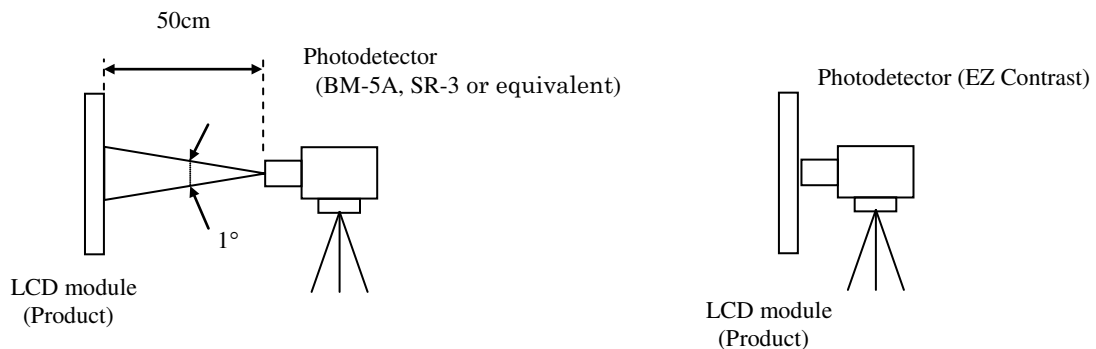 50cm
Photodetector
(BM-5A, SR-3 or equivalent)
1°
LCD module
(Product)
Photodetector (EZ Contrast)
LCD module
(Product)